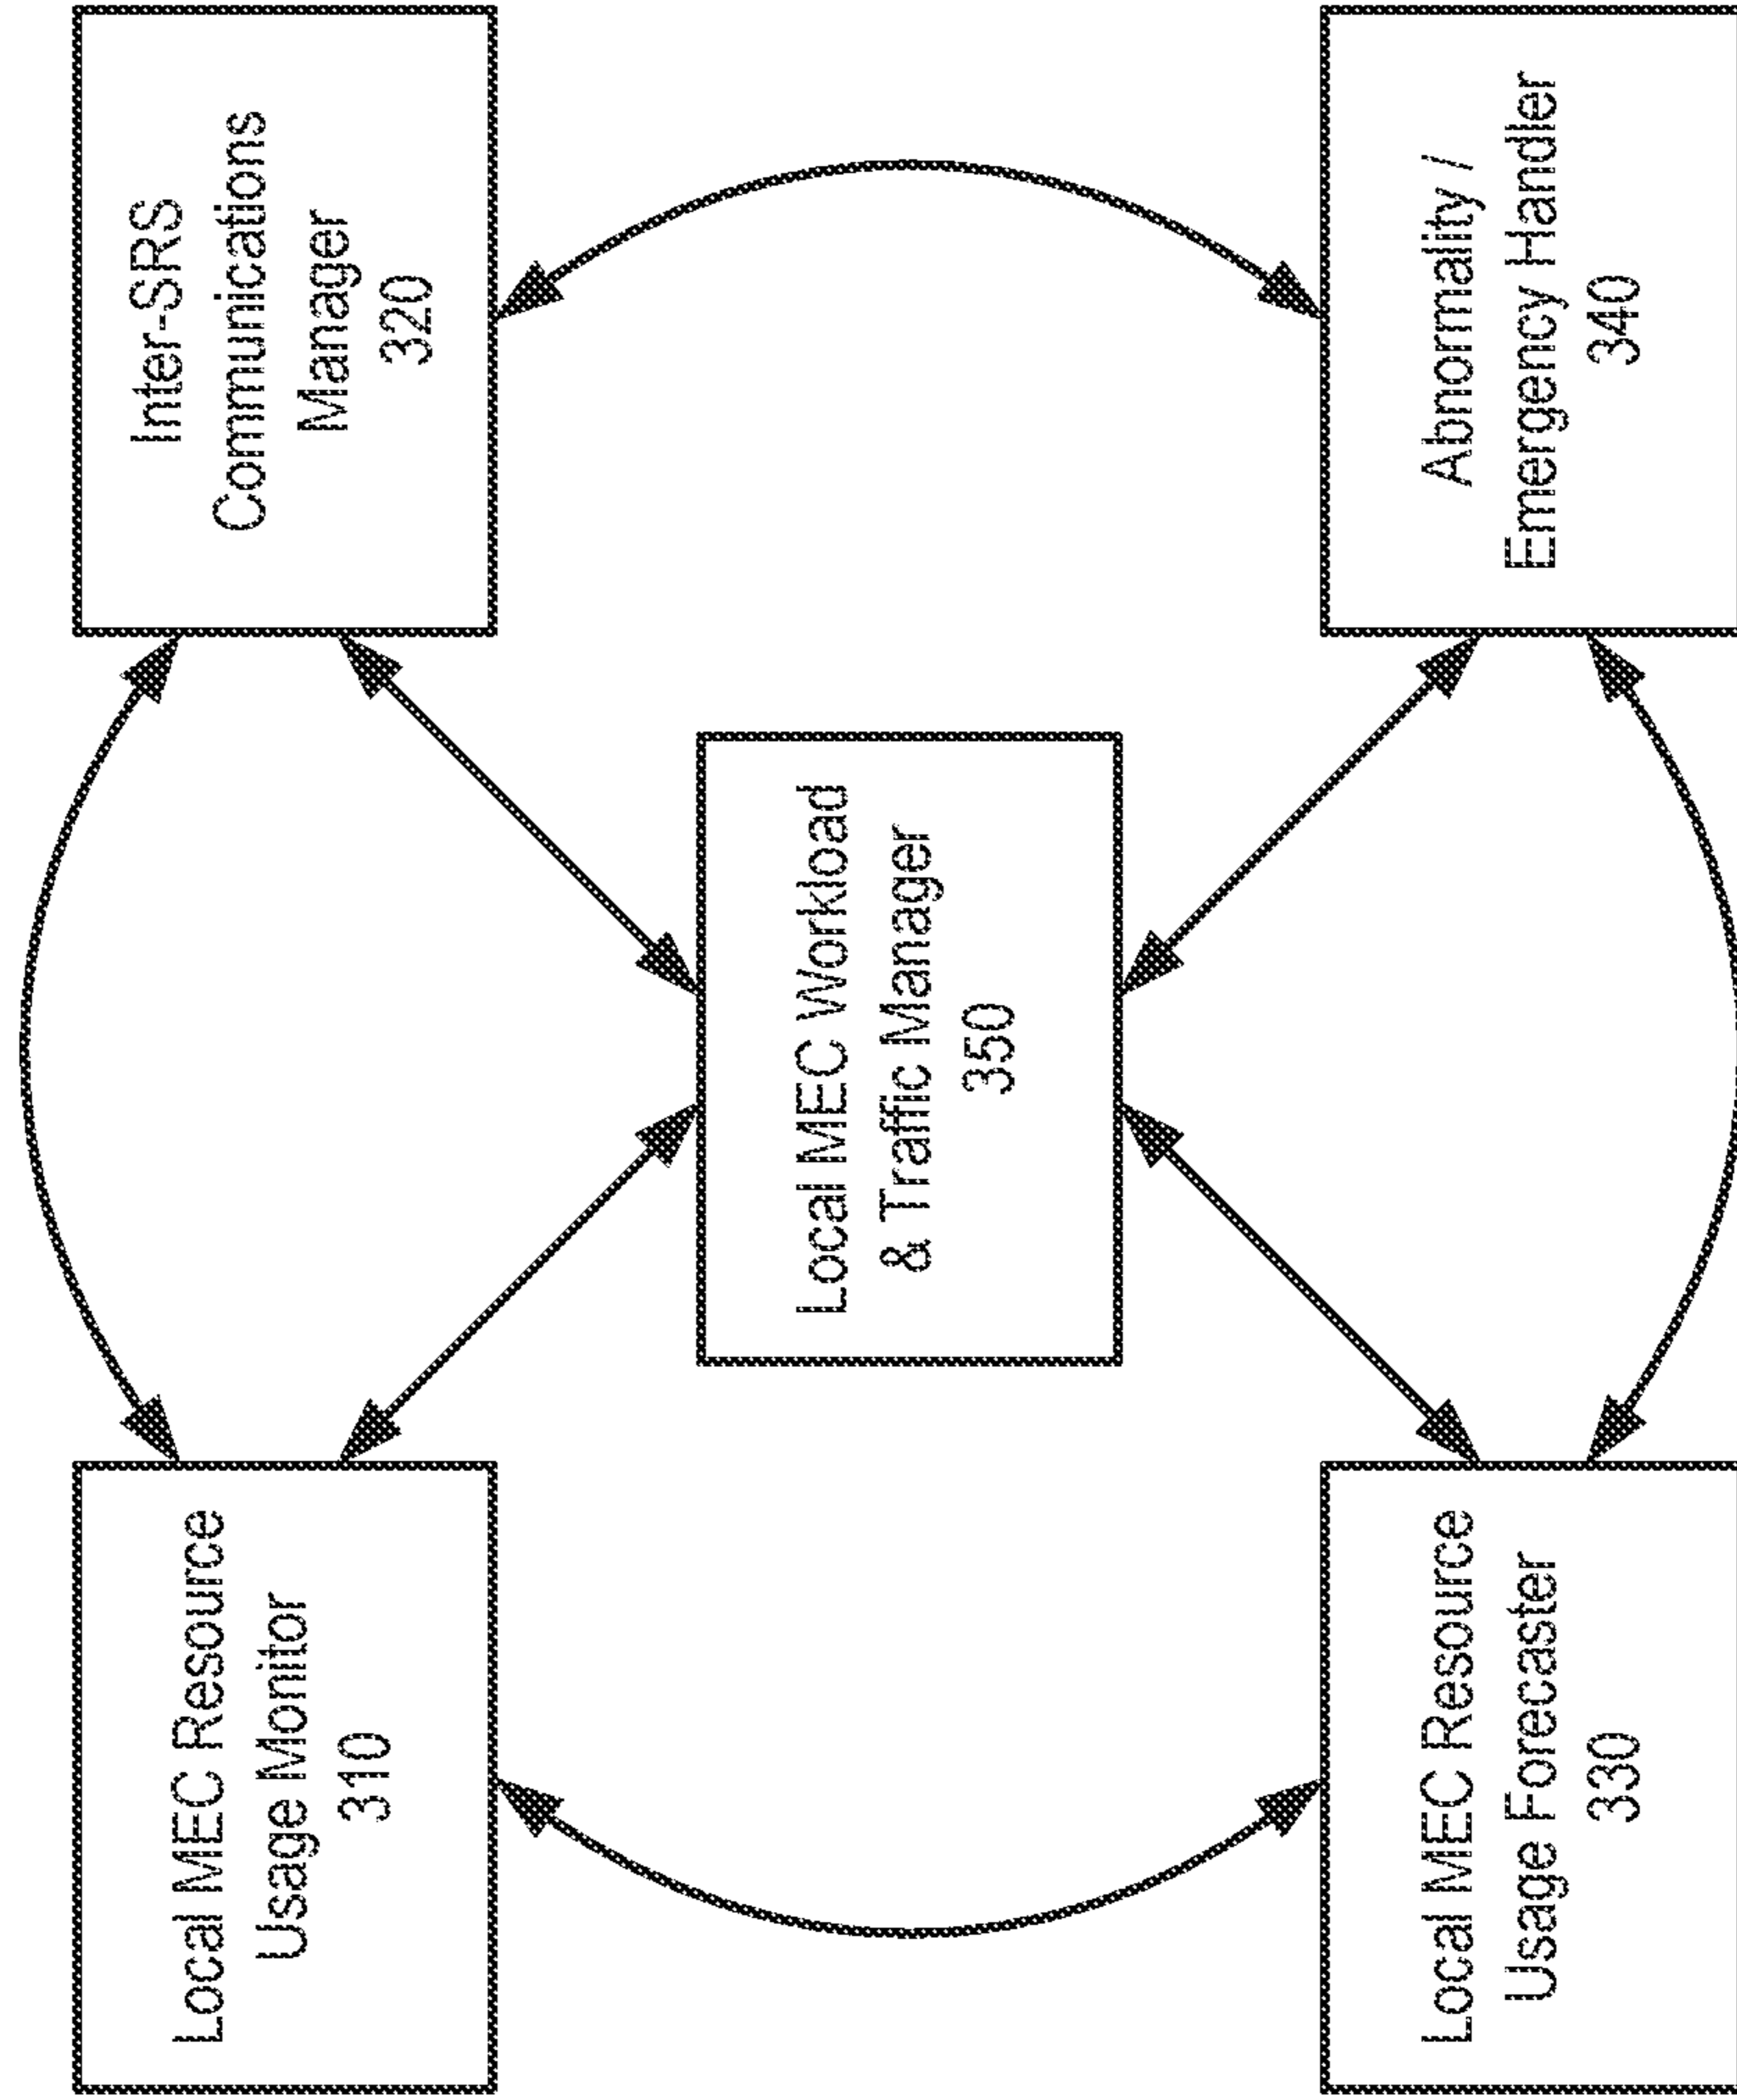 Local MEC Resource
Usage Monitor
310
Inter-SRS
Communications
Manager
320
Local MEC Workload
& Traffic Manager
350
Local MEC Resource
Usage Forecaster
330
Abnormality /
Emergency Handler
340